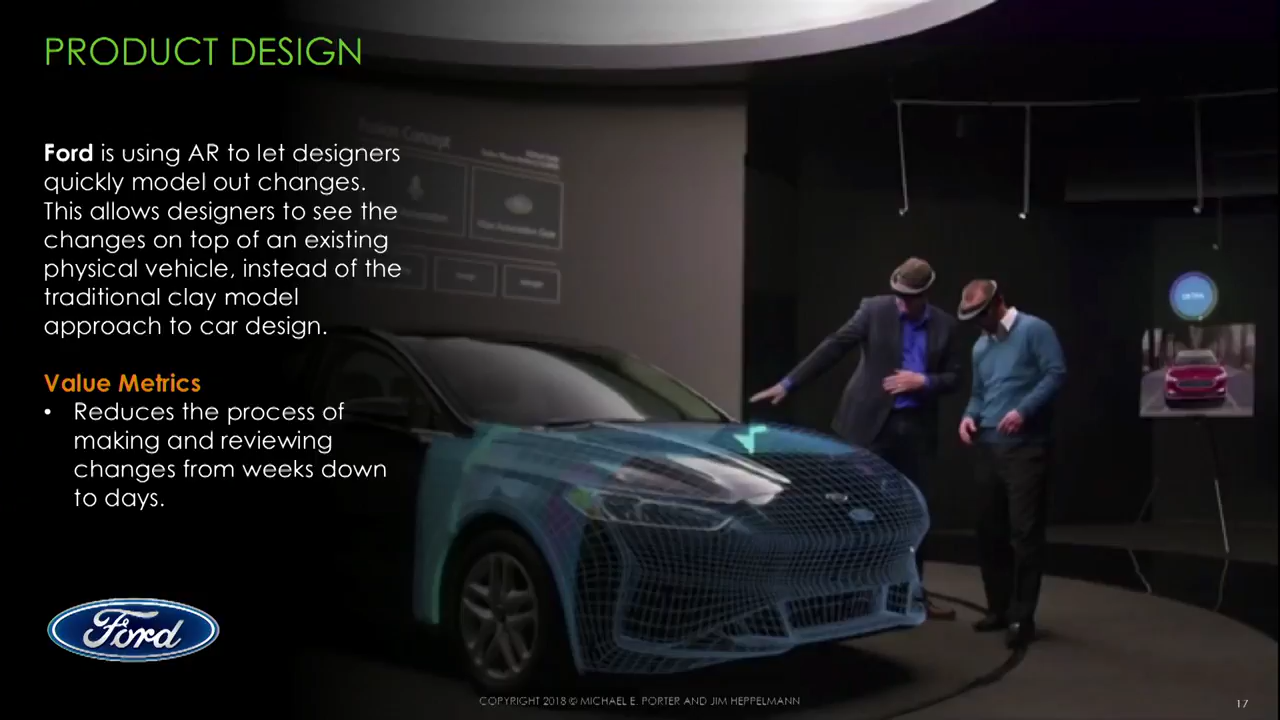 PRODUCT DESIGN
Fusion Concept
Ford is using AR to let designers
quickly model out changes.
This allows designers to see the
changes on top of an existing
physical vehicle, instead of the
traditional clay model
approach to car design.
Value Metrics
• Reduces the process of
making and reviewing
changes from weeks down
to days.
Ford
COPYRIGHT 2018 © MICHAEL E. PORTER AND JIM HEPPELMANN
17